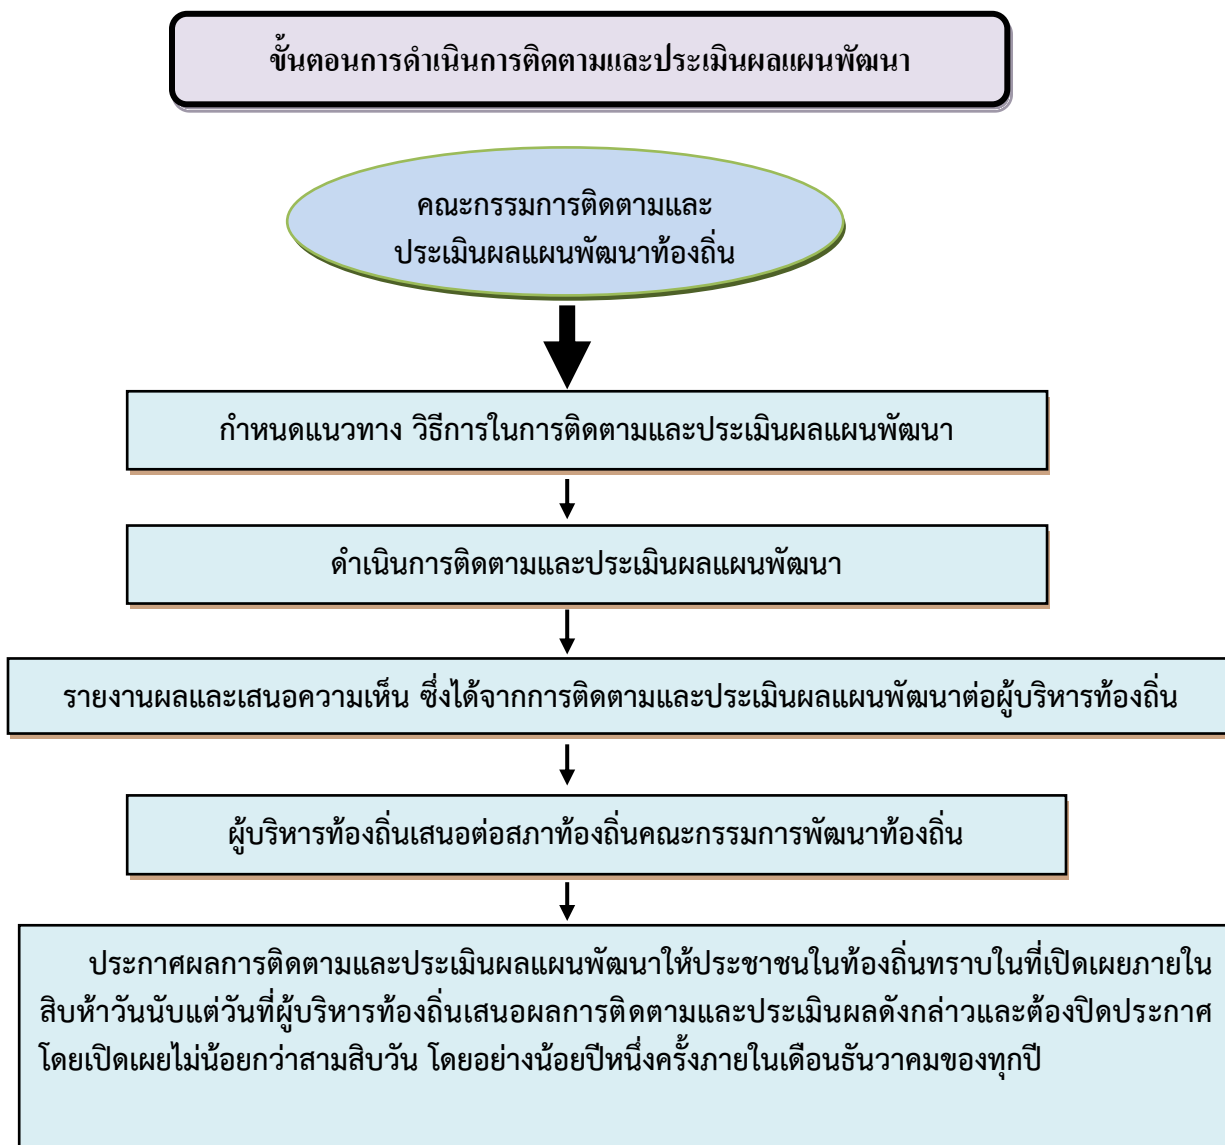 ขั้นตอนการดำเนินการติดตามและประเมินผลแผนพัฒนา
คณะกรรมการติดตามและ
ประเมินผลแผนพัฒนาท้องถิ่น
กำหนดแนวทาง วิธีการในการติดตามและประเมินผลแผนพัฒนา
ดำเนินการติดตามและประเมินผลแผนพัฒนา
รายงานผลและเสนอความเห็น ซึ่งได้จากการติดตามและประเมินผลแผนพัฒนาต่อผู้บริหารท้องถิ่น
ผู้บริหารท้องถิ่นเสนอต่อสภาท้องถิ่นคณะกรรมการพัฒนาท้องถิ่น
ประกาศผลการติดตามและประเมินผลแผนพัฒนาให้ประชาชนในท้องถิ่นทราบในที่เปิดเผยภายใน
สิบห้าวันนับแต่วันที่ผู้บริหารท้องถิ่นเสนอผลการติดตามและประเมินผลดังกล่าวและต้องปิดประกาศ
โดยเปิดเผยไม่น้อยกว่าสามสิบวัน โดยอย่างน้อยปีหนึ่งครั้งภายในเดือนธันวาคมของทุกปี